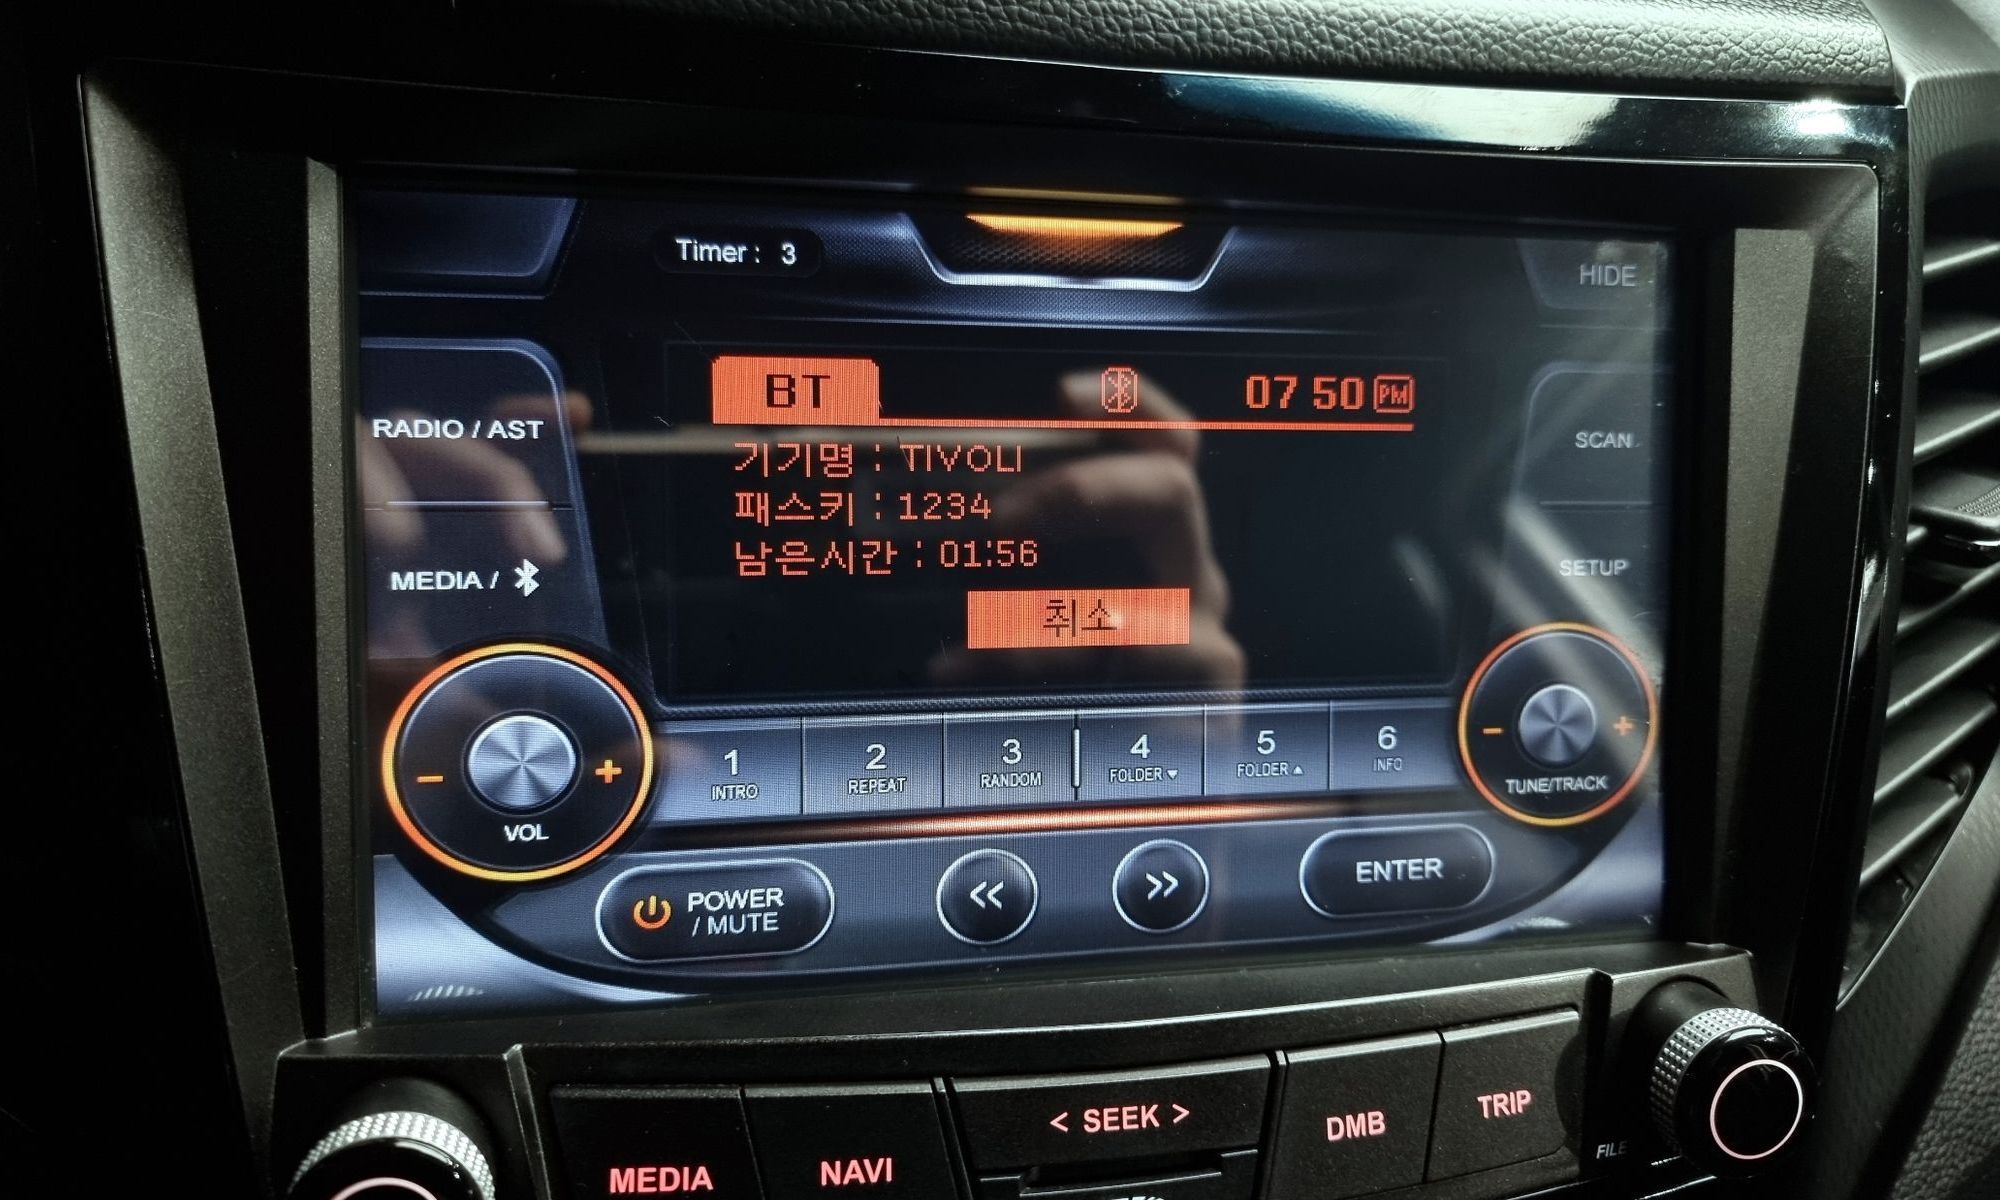 Timer : 3
HIDE
BT 07 50 PM
RADIO / AST
기기명 : TIVOLI
SCAN
패스키 : 1234
남은시간 : 01:56
MEDIA /
SETUP
취소
1 INTRO
2 REPEAT
3 RANDOM
4 FOLDER ▼
5 FOLDER ▲
6 INFO
− + VOL
− + TUNE/TRACK
POWER
/ MUTE
<<
>>
ENTER
MEDIA
NAVI
< SEEK >
DMB
TRIP
FILE